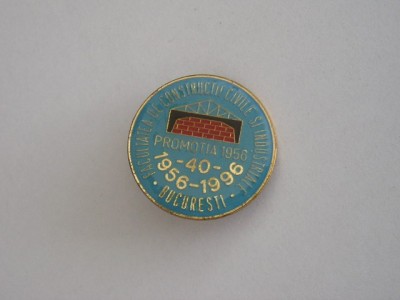 FACULTATEA DE CONSTRUCTII CIVILE SI INDUSTRIALE
PROMOTIA 1956
-40-
1956-1996
BUCURESTI